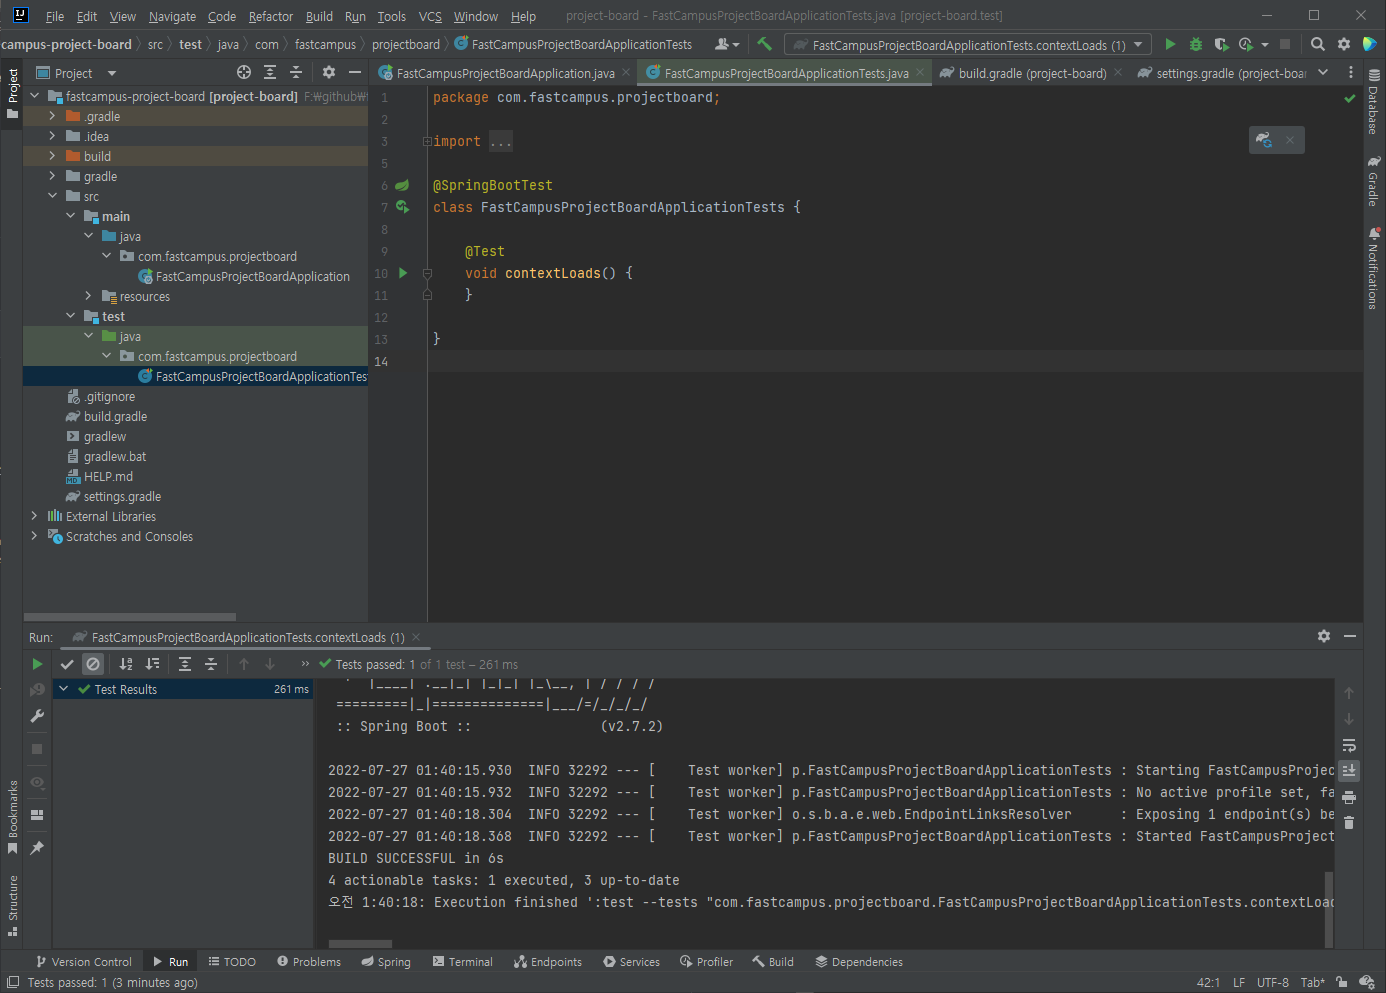 File Edit View Navigate Code Refactor Build Run Tools VCS Window Help project-board - FastCampusProjectBoardApplicationTests.java [project-board.test]
campus-project-board src test java com fastcampus projectboard FastCampusProjectBoardApplicationTests FastCampusProjectBoardApplicationTests.contextLoads (1)
Project
Project
FastCampusProjectBoardApplication.java FastCampusProjectBoardApplicationTests.java build.gradle (project-board) settings.gradle (project-boar
fastcampus-project-board [project-board] F:₩github₩
.gradle
.idea
build
gradle
src
main
java
com.fastcampus.projectboard
FastCampusProjectBoardApplication
resources
test
java
com.fastcampus.projectboard
FastCampusProjectBoardApplicationTes
.gitignore
build.gradle
gradlew
gradlew.bat
HELP.md
settings.gradle
External Libraries
Scratches and Consoles
1 package com.fastcampus.projectboard;
2
3 import ...
5
6 @SpringBootTest
7 class FastCampusProjectBoardApplicationTests {
8
9 @Test
10 void contextLoads() {
11 }
12
13 }
14
Database
Gradle
Notifications
Run: FastCampusProjectBoardApplicationTests.contextLoads (1)
Tests passed: 1 of 1 test – 261 ms
Test Results 261 ms
' |____| .__|_| |_|_| |_\__, | / / / /
=========|_|==============|___/=/_/_/_/
:: Spring Boot :: (v2.7.2)
2022-07-27 01:40:15.930 INFO 32292 --- [ Test worker] p.FastCampusProjectBoardApplicationTests : Starting FastCampusProjec
2022-07-27 01:40:15.932 INFO 32292 --- [ Test worker] p.FastCampusProjectBoardApplicationTests : No active profile set, fa
2022-07-27 01:40:18.304 INFO 32292 --- [ Test worker] o.s.b.a.e.web.EndpointLinksResolver : Exposing 1 endpoint(s) be
2022-07-27 01:40:18.368 INFO 32292 --- [ Test worker] p.FastCampusProjectBoardApplicationTests : Started FastCampusProject
BUILD SUCCESSFUL in 6s
4 actionable tasks: 1 executed, 3 up-to-date
오전 1:40:18: Execution finished ':test --tests "com.fastcampus.projectboard.FastCampusProjectBoardApplicationTests.contextLoa
Bookmarks
Structure
Version Control Run TODO Problems Spring Terminal Endpoints Services Profiler Build Dependencies
Tests passed: 1 (3 minutes ago) 42:1 LF UTF-8 Tab*